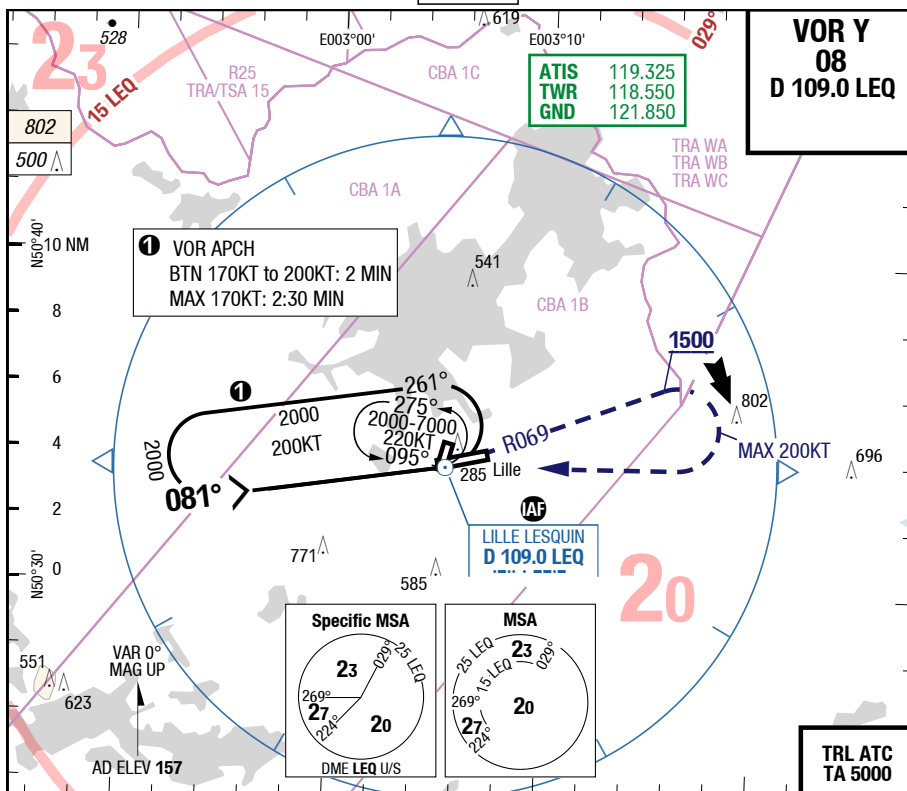 619
528
E003°00'
E003°10'
029°
23
R25
TRA/TSA 15
CBA 1C
15 LEQ
ATIS 119.325
TWR 118.550
GND 121.850
VOR Y
08
D 109.0 LEQ
802
500
TRA WA
TRA WB
TRA WC
CBA 1A
N50°40'
10 NM
1 VOR APCH
BTN 170KT to 200KT: 2 MIN
MAX 170KT: 2:30 MIN
541
CBA 1B
8
6
4
2
0
1500
802
1
261°
275°
2000
2000-7000
200KT
220KT
095°
2000
R069
MAX 200KT
696
081°
285 Lille
IAF
LILLE LESQUIN
D 109.0 LEQ
771
585
N50°30'
20
Specific MSA
029°
25 LEQ
23
269°
27
224°
20
DME LEQ U/S
MSA
25 LEQ
23
029°
15 LEQ
269°
27
224°
20
551
623
VAR 0°
MAG UP
AD ELEV 157
TRL ATC
TA 5000